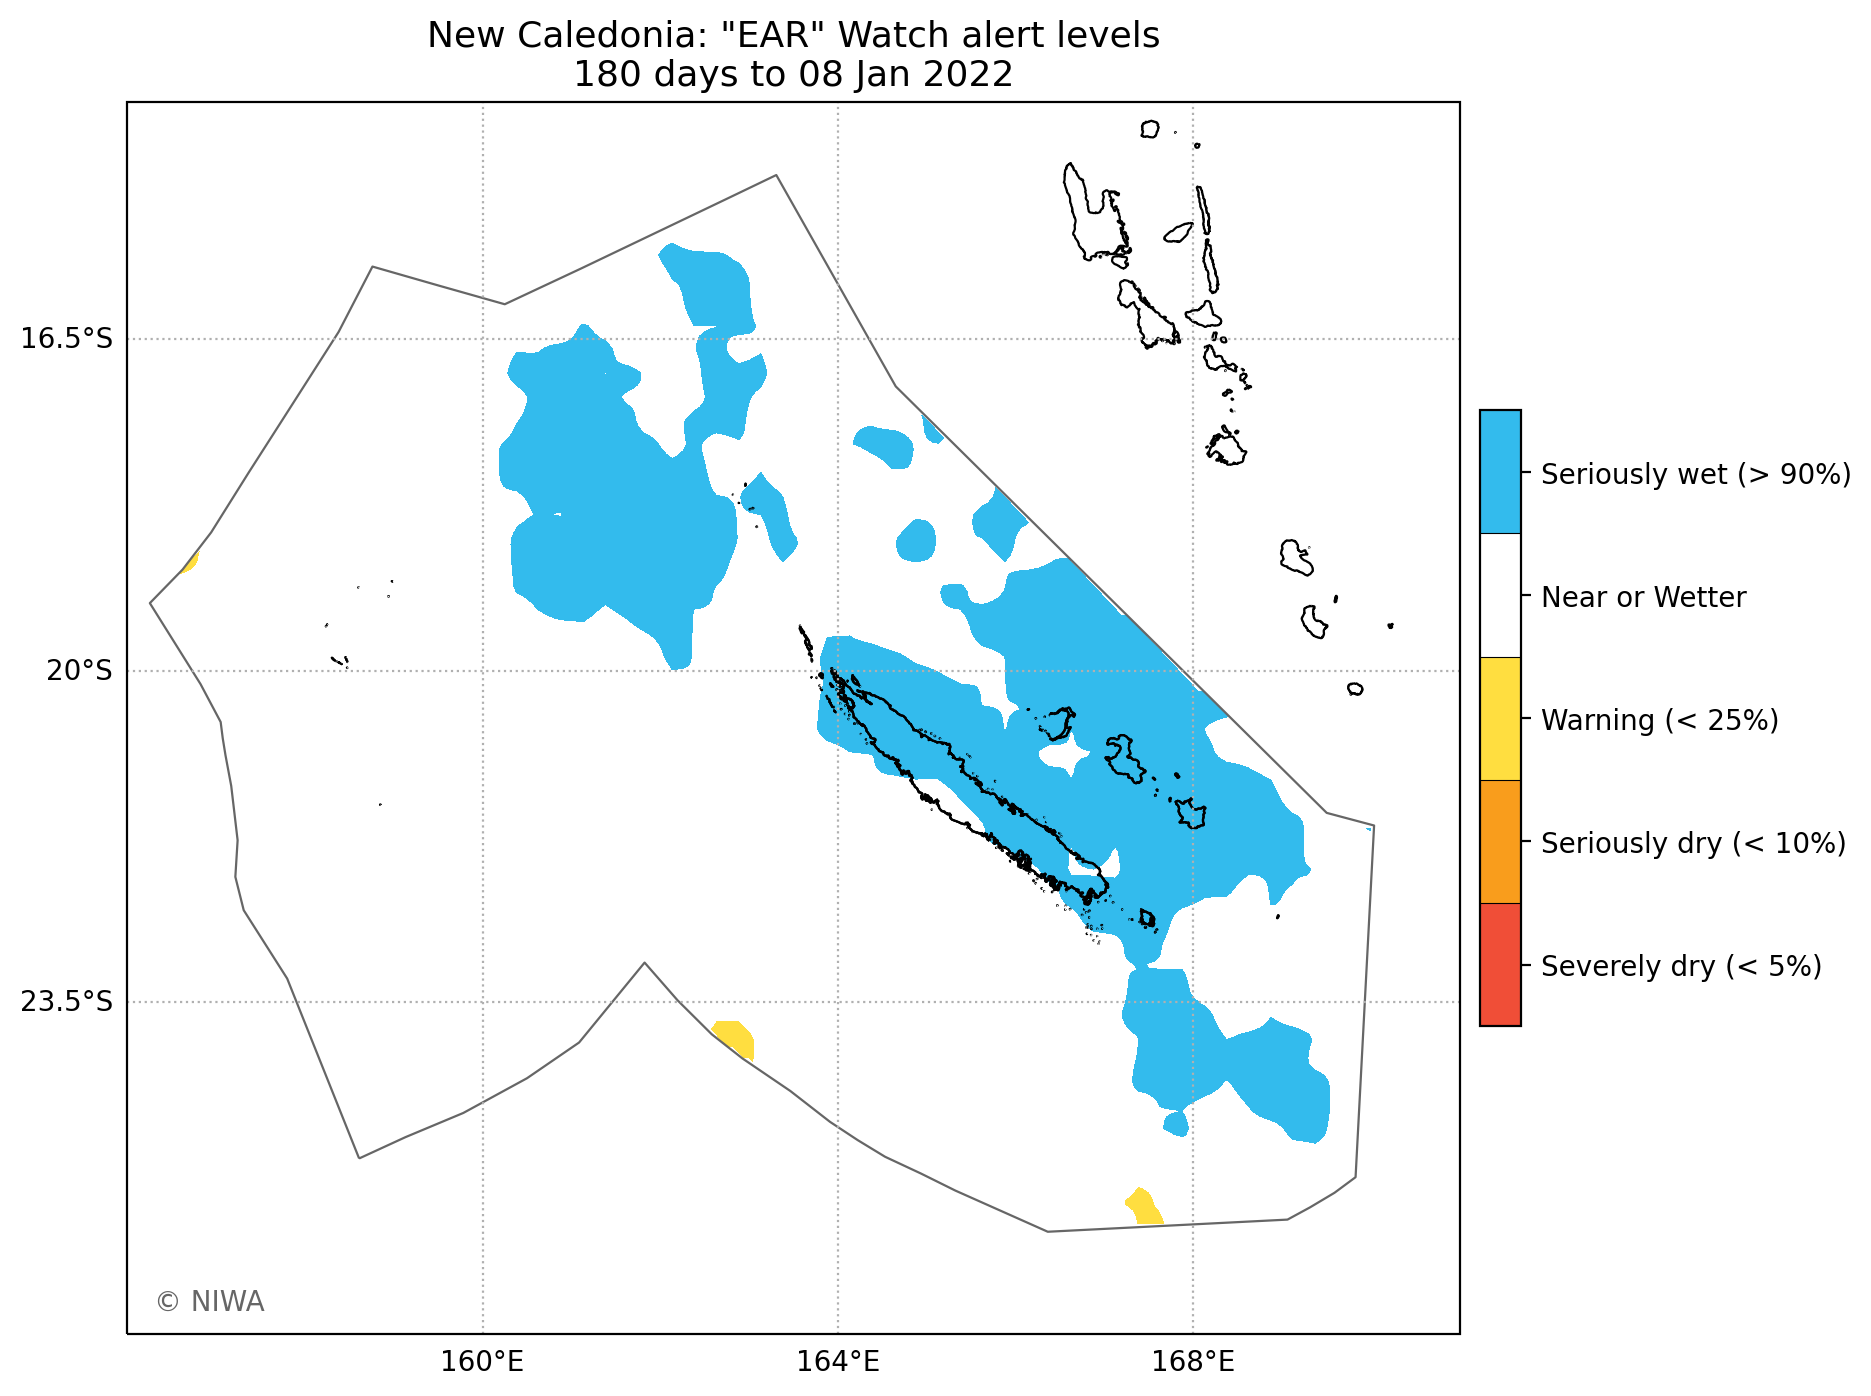 New Caledonia: "EAR" Watch alert levels
180 days to 08 Jan 2022
16.5°S
20°S
23.5°S
160°E
164°E
168°E
Seriously wet (> 90%)
Near or Wetter
Warning (< 25%)
Seriously dry (< 10%)
Severely dry (< 5%)
© NIWA